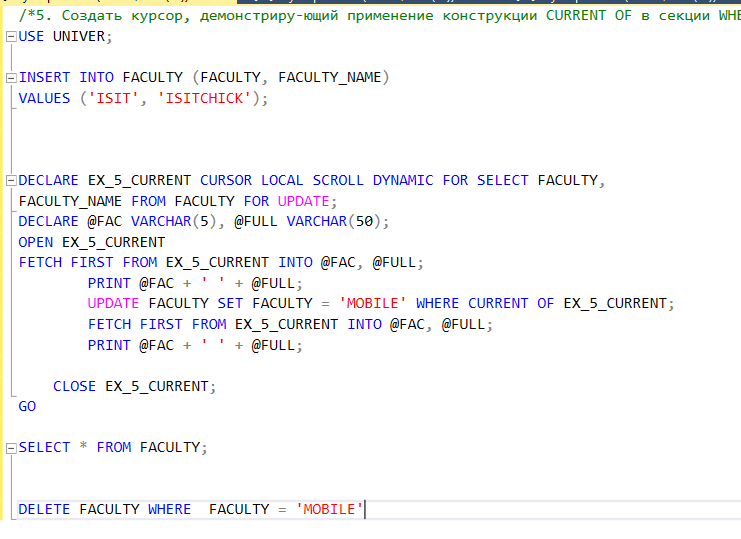 /*5. Создать курсор, демонстриру-ющий применение конструкции CURRENT OF в секции WHE
USE UNIVER;
INSERT INTO FACULTY (FACULTY, FACULTY_NAME)
VALUES ('ISIT', 'ISITCHICK');
DECLARE EX_5_CURRENT CURSOR LOCAL SCROLL DYNAMIC FOR SELECT FACULTY,
FACULTY_NAME FROM FACULTY FOR UPDATE;
DECLARE @FAC VARCHAR(5), @FULL VARCHAR(50);
OPEN EX_5_CURRENT
FETCH FIRST FROM EX_5_CURRENT INTO @FAC, @FULL;
PRINT @FAC + ' ' + @FULL;
UPDATE FACULTY SET FACULTY = 'MOBILE' WHERE CURRENT OF EX_5_CURRENT;
FETCH FIRST FROM EX_5_CURRENT INTO @FAC, @FULL;
PRINT @FAC + ' ' + @FULL;
CLOSE EX_5_CURRENT;
GO
SELECT * FROM FACULTY;
DELETE FACULTY WHERE  FACULTY = 'MOBILE'